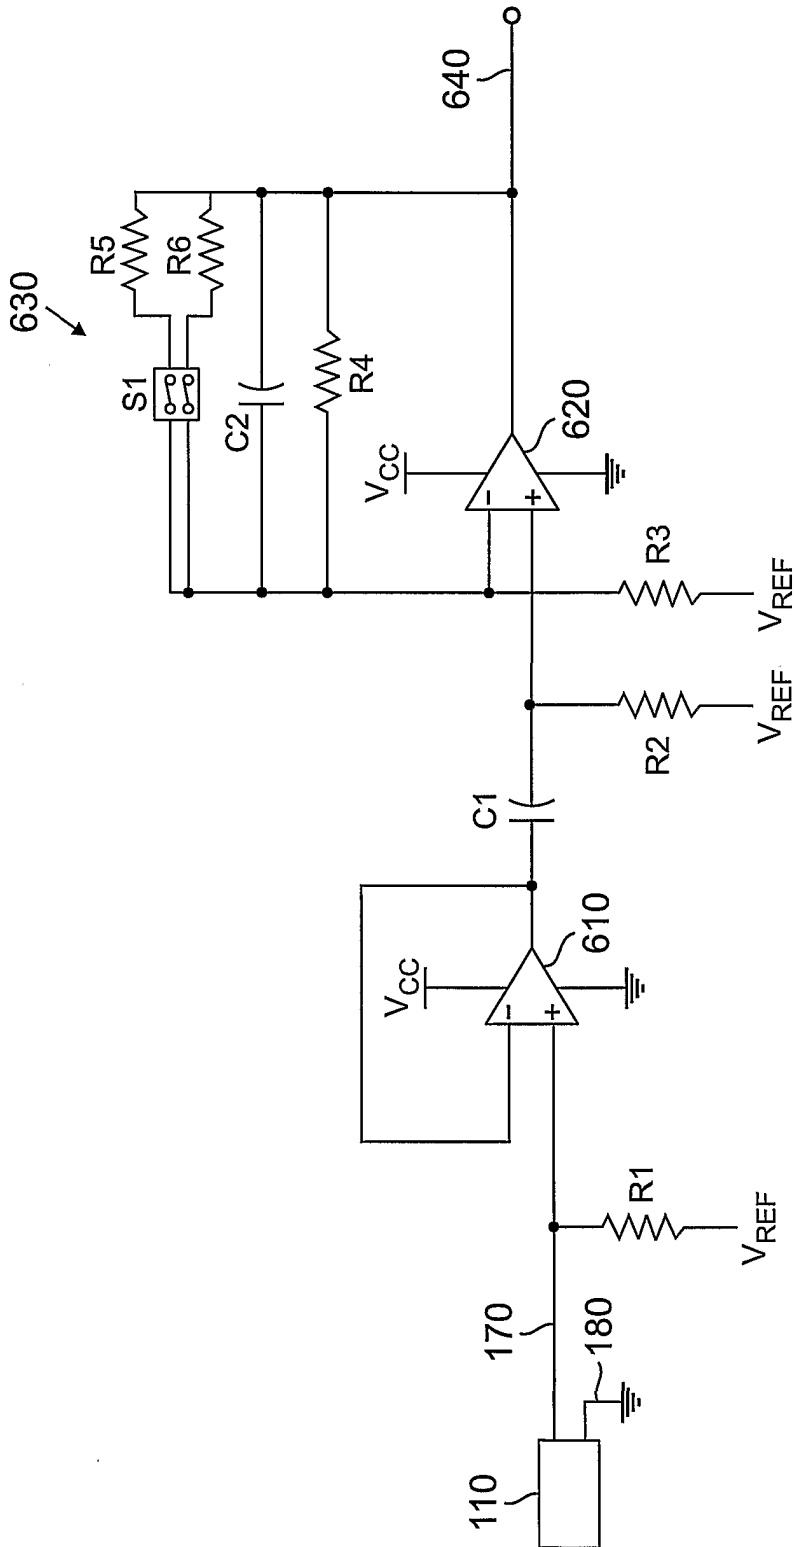 630
R5
R6
S1
C2
R4
640
VCC
620
−
+
R3
VREF
R2
VREF
C1
VCC
610
−
+
R1
VREF
170
180
110